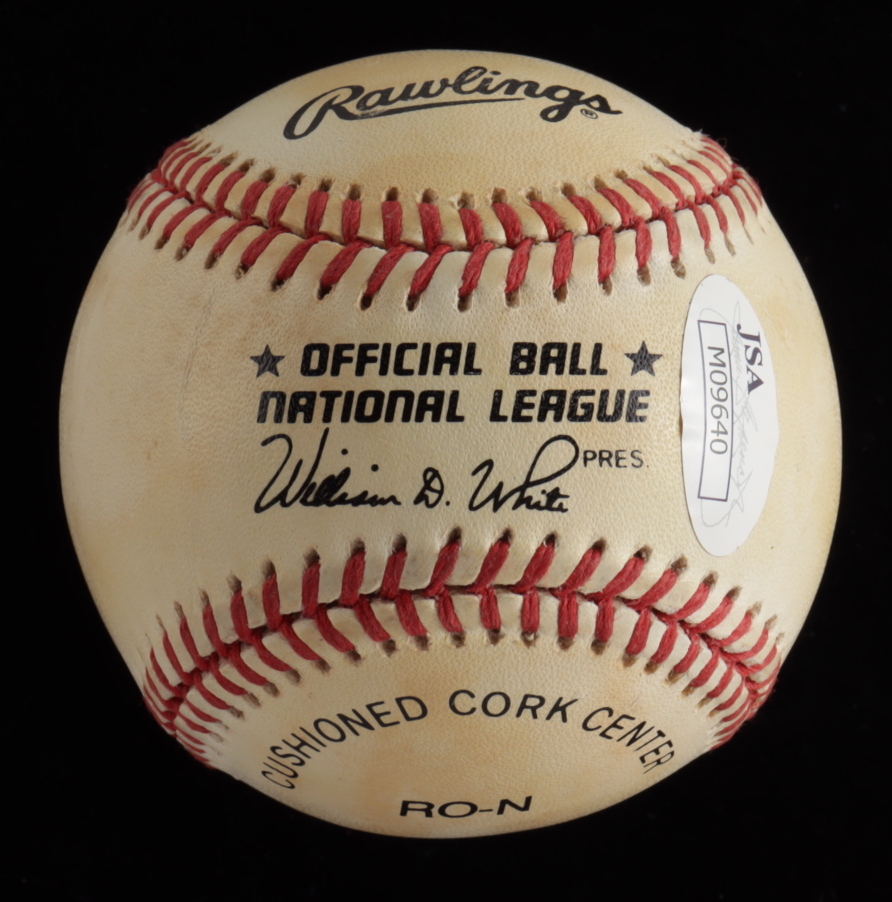 Rawlings®
★ OFFICIAL BALL ★
NATIONAL LEAGUE
William D. White PRES.
JSA
M09640
CUSHIONED CORK CENTER
RO-N